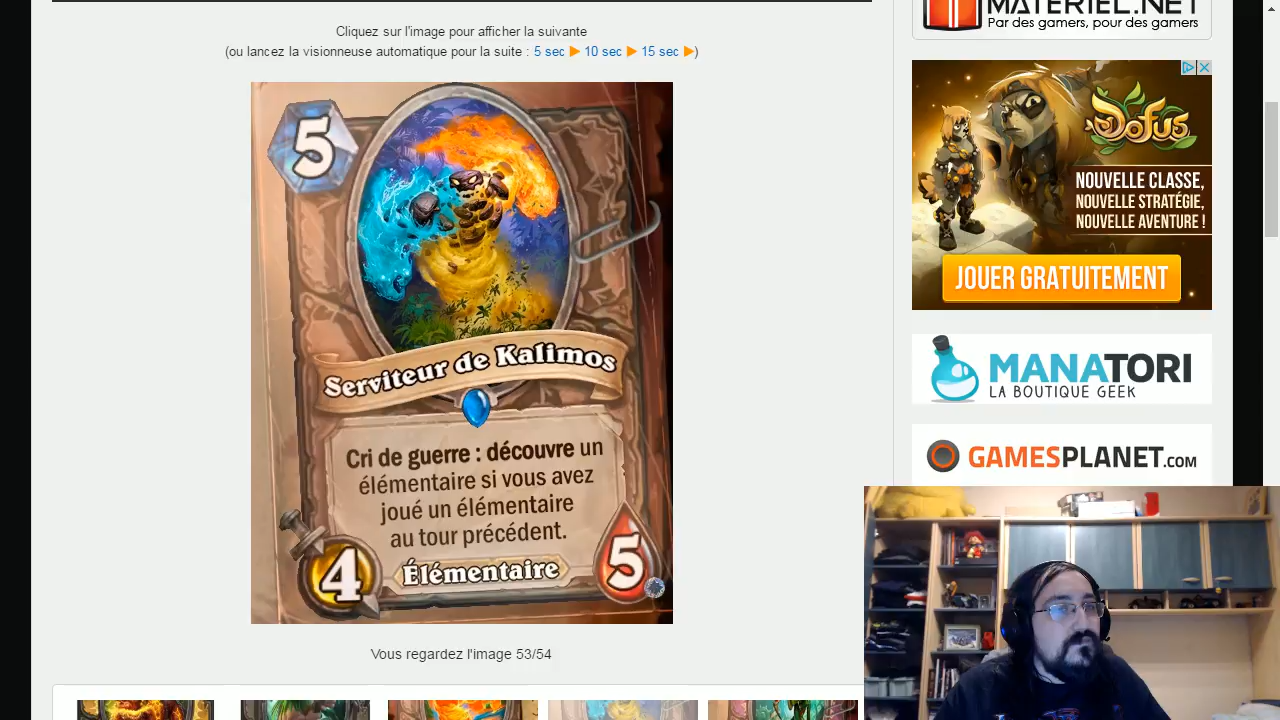 Cliquez sur l'image pour afficher la suivante
(ou lancez la visionneuse automatique pour la suite : 5 sec 10 sec 15 sec )
5
Serviteur de Kalimos
Cri de guerre : découvre un
élémentaire si vous avez
joué un élémentaire
au tour précédent.
4
Élémentaire
5
Vous regardez l'image 53/54
MATERIEL.NET
Par des gamers, pour des gamers
DOFUS
NOUVELLE CLASSE,
NOUVELLE STRATÉGIE,
NOUVELLE AVENTURE !
JOUER GRATUITEMENT
MANATORI
LA BOUTIQUE GEEK
GAMESPLANET.COM